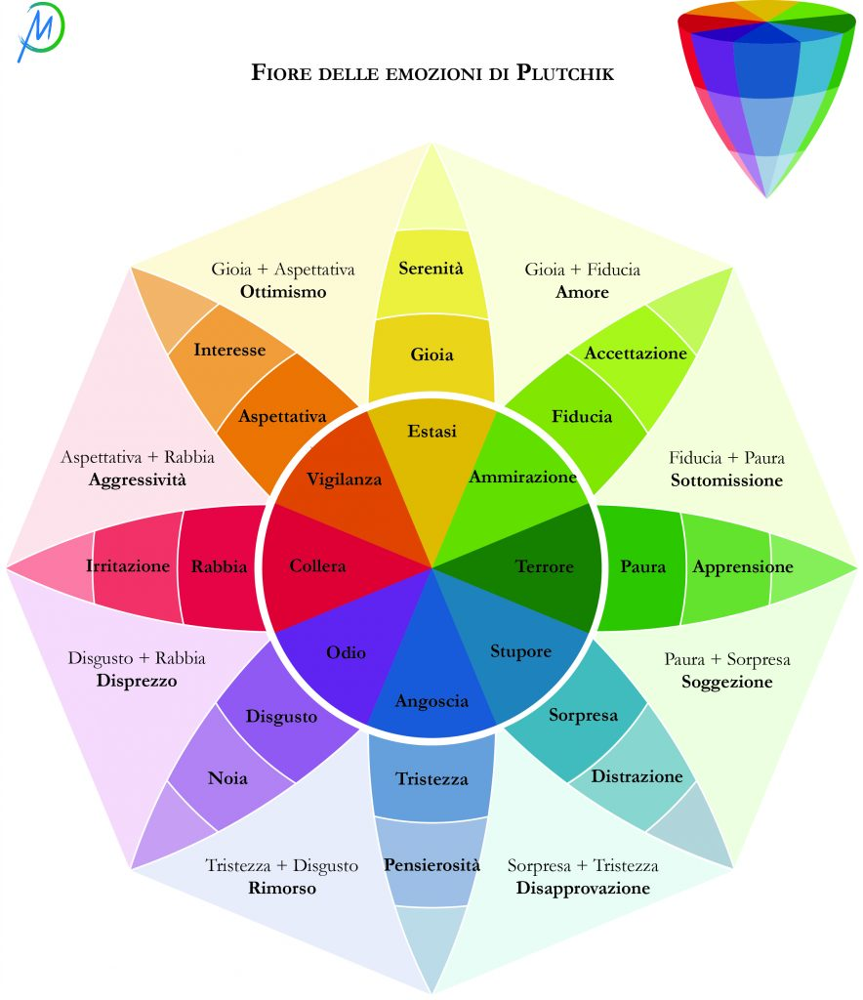 FIORE DELLE EMOZIONI DI PLUTCHIK
Gioia + Aspettativa
Ottimismo
Serenità
Gioia + Fiducia
Amore
Interesse
Gioia
Accettazione
Aspettativa
Fiducia
Estasi
Aspettativa + Rabbia
Aggressività
Vigilanza
Ammirazione
Fiducia + Paura
Sottomissione
Irritazione
Rabbia
Collera
Terrore
Paura
Apprensione
Disgusto + Rabbia
Disprezzo
Odio
Stupore
Paura + Sorpresa
Soggezione
Angoscia
Disgusto
Sorpresa
Noia
Tristezza
Distrazione
Tristezza + Disgusto
Rimorso
Pensierosità
Sorpresa + Tristezza
Disapprovazione